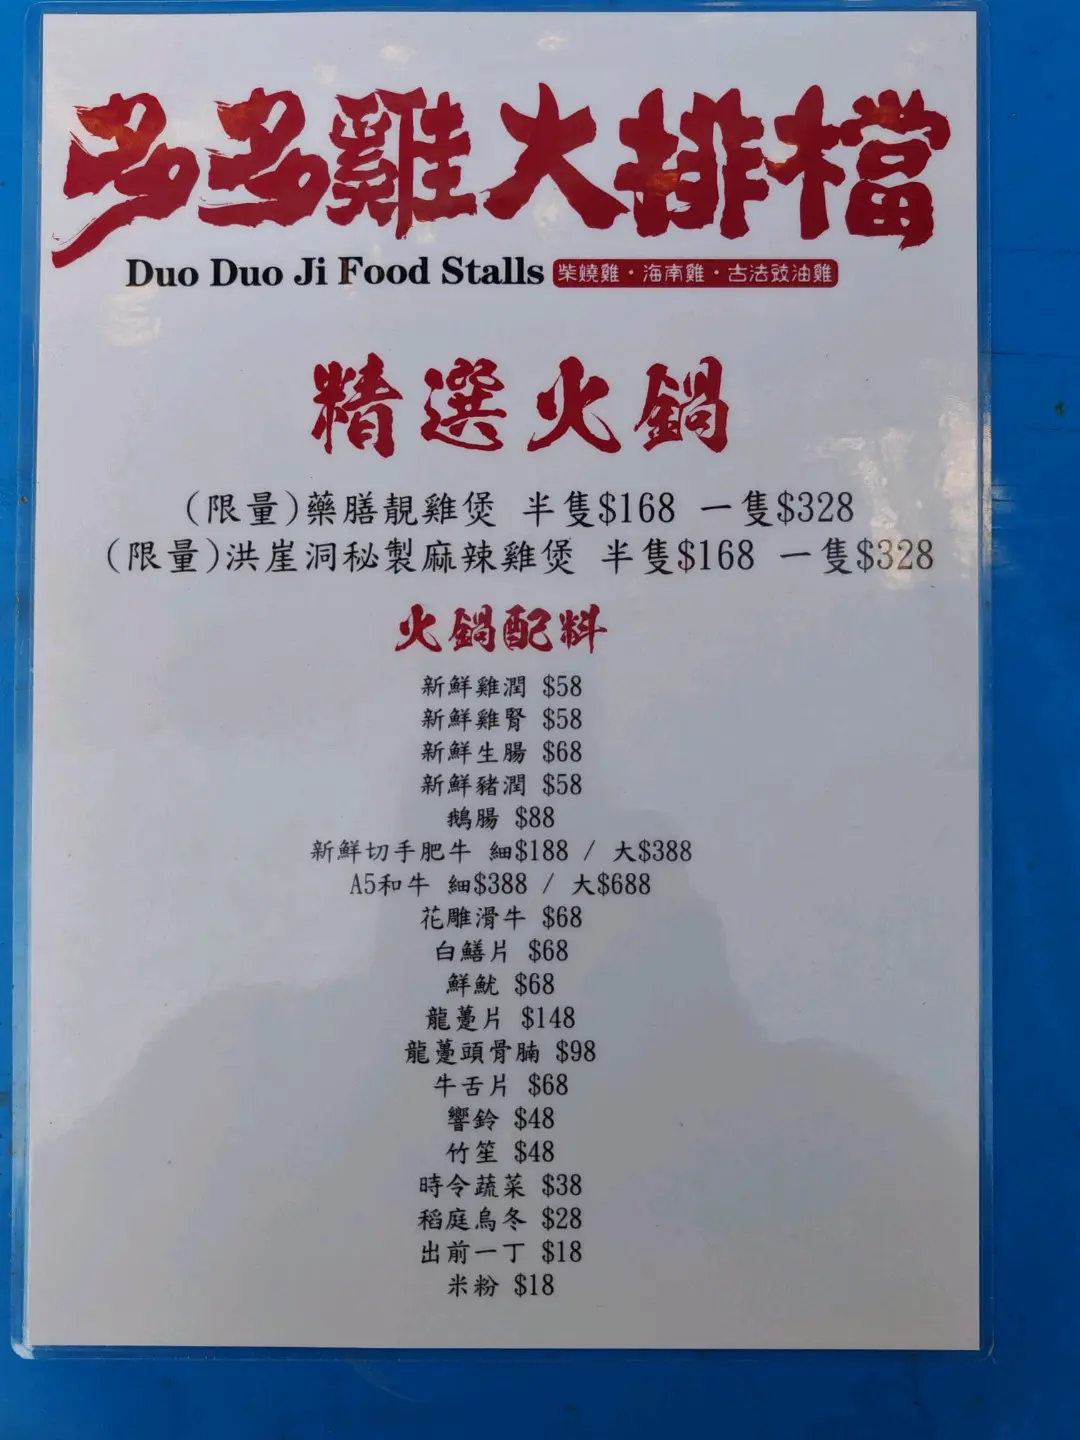 多多雞大排檔
Duo Duo Ji Food Stalls 柴燒雞·海南雞·古法豉油雞
精選火鍋
(限量)藥膳靚雞煲 半隻$168 一隻$328
(限量)洪崖洞秘製麻辣雞煲 半隻$168 一隻$328
火鍋配料
新鮮雞潤 $58
新鮮雞腎 $58
新鮮生腸 $68
新鮮豬潤 $58
鵝腸 $88
新鮮切手肥牛 細$188 / 大$388
A5和牛 細$388 / 大$688
花雕滑牛 $68
白鱔片 $68
鮮魷 $68
龍躉片 $148
龍躉頭骨腩 $98
牛舌片 $68
響鈴 $48
竹笙 $48
時令蔬菜 $38
稻庭烏冬 $28
出前一丁 $18
米粉 $18